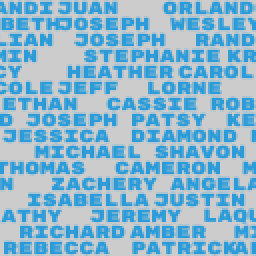 ANDI JUAN ORLAND
BETH JOSEPH WESLEY
LIAN JOSEPH RAND
MIN STEPHANIE KR
CY HEATHER CAROL
COLE JEFF LORNE
ETHAN CASSIE ROB
D JOSEPH PATSY KE
JESSICA DIAMOND
MICHAEL SHAVON
THOMAS CAMERON M
N ZACHERY ANGELA
ISABELLA JUSTIN
ATHY JEREMY LAQU
RICHARD AMBER MI
REBECCA PATRICK